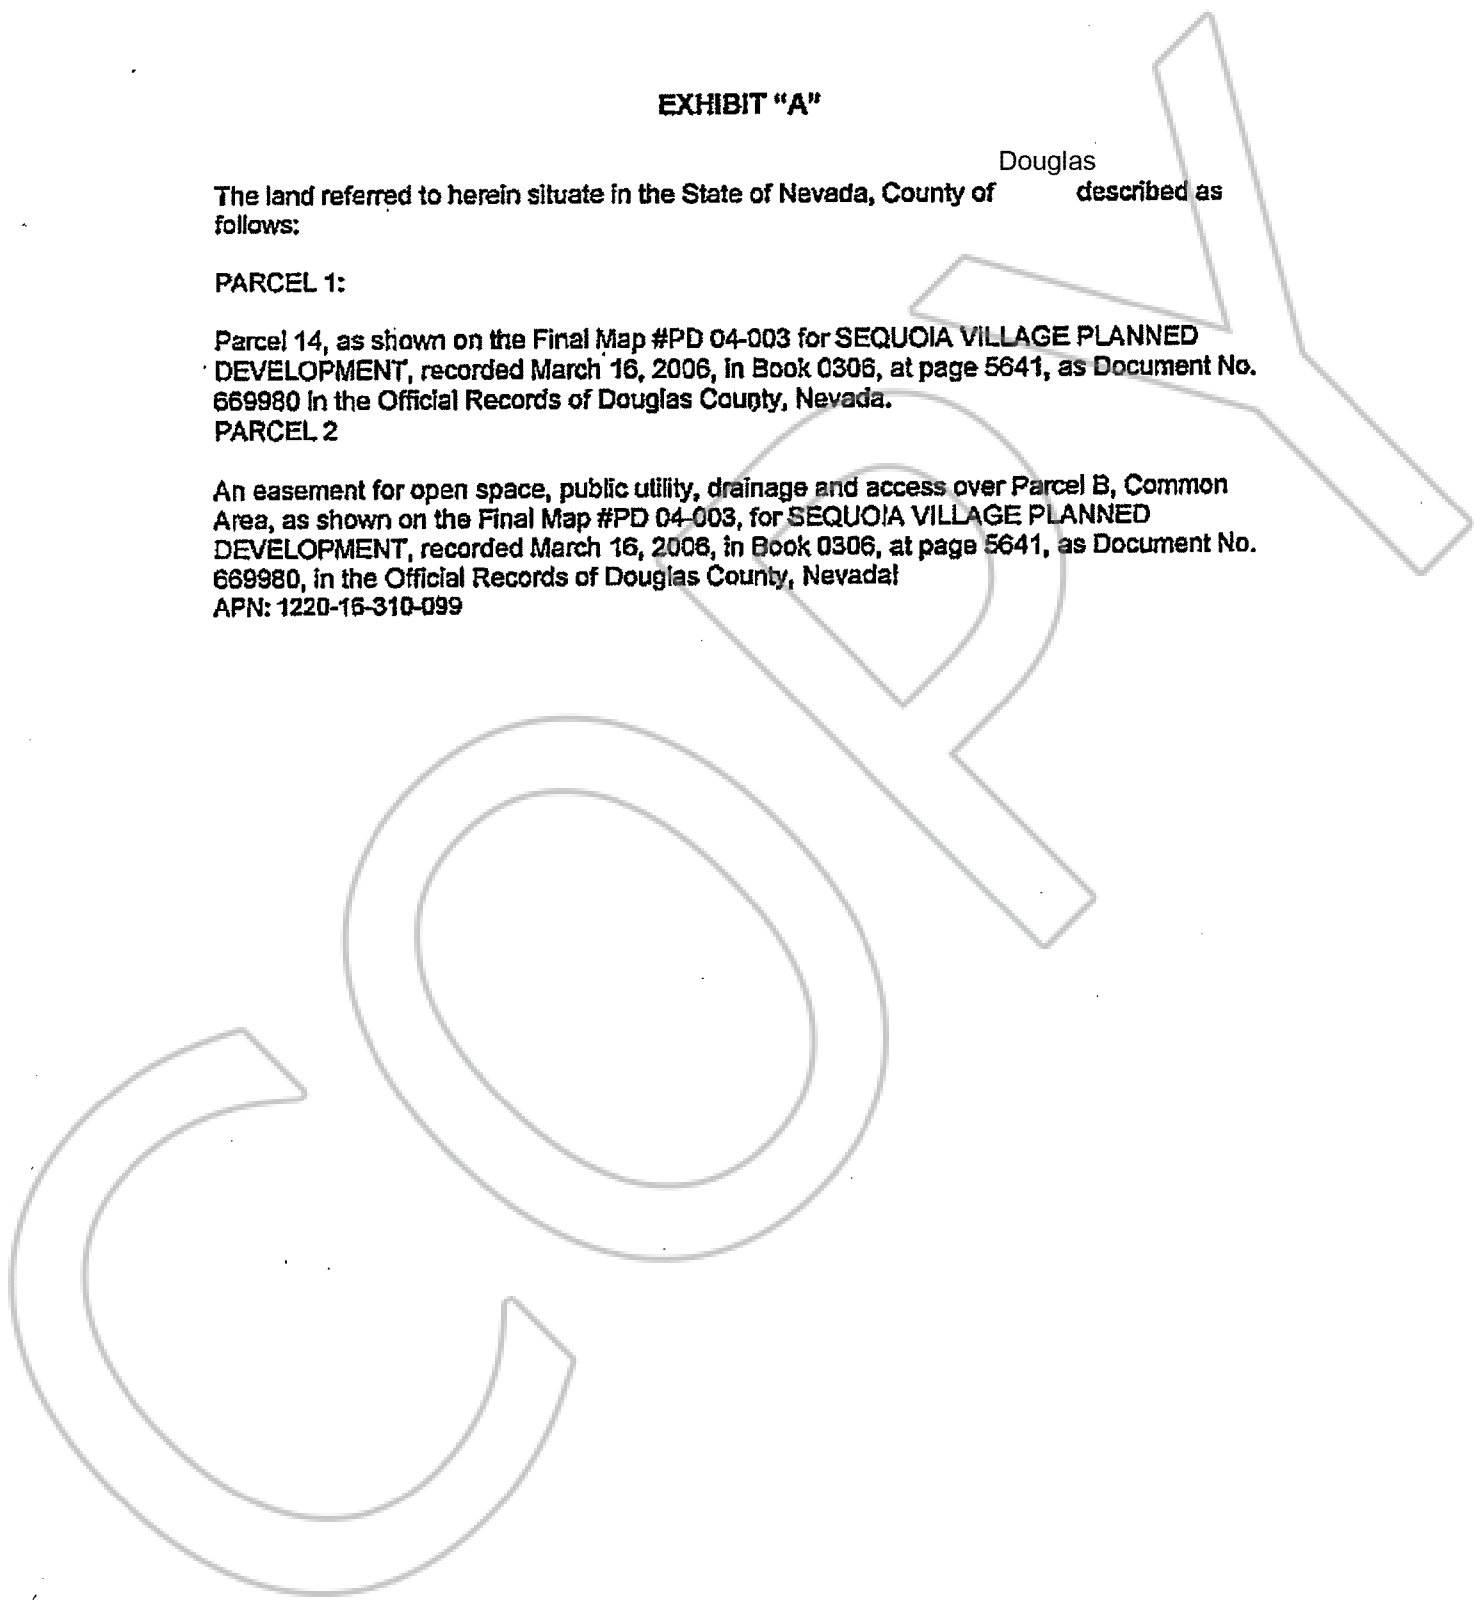 EXHIBIT “A”
Douglas
The land referred to herein situate in the State of Nevada, County of described as
follows:
PARCEL 1:
Parcel 14, as shown on the Final Map #PD 04-003 for SEQUOIA VILLAGE PLANNED
DEVELOPMENT, recorded March 16, 2006, in Book 0306, at page 5641, as Document No.
669980 in the Official Records of Douglas County, Nevada.
PARCEL 2
An easement for open space, public utility, drainage and access over Parcel B, Common
Area, as shown on the Final Map #PD 04-003, for SEQUOIA VILLAGE PLANNED
DEVELOPMENT, recorded March 16, 2006, in Book 0306, at page 5641, as Document No.
669980, in the Official Records of Douglas County, Nevada!
APN: 1220-16-310-099
COPY